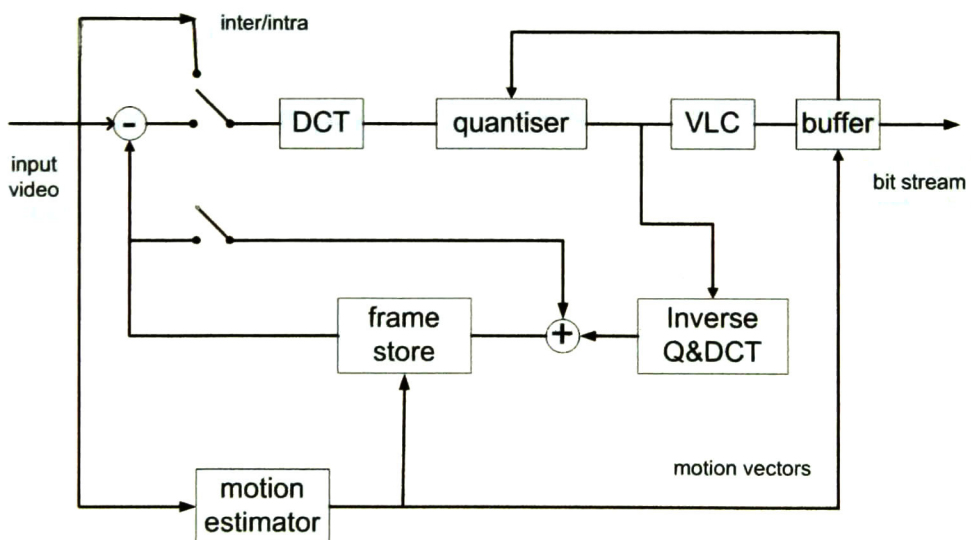 inter/intra
-
DCT
quantiser
VLC
buffer
input
video
bit stream
frame
store
+
Inverse
Q&DCT
motion vectors
motion
estimator